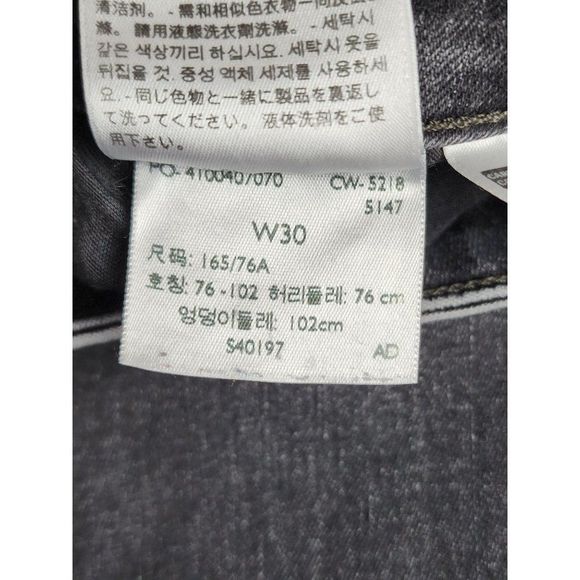 清洁剂。 - 需和相似色衣物一同反
滌。 請用液態洗衣劑洗滌。 - 세탁시
같은 색상끼리 하십시요. 세탁시 옷을
뒤집을 것. 중성 액체 세제를 사용하세
요. - 同じ色物と一緒に製品を裏返し
て洗ってください。 液体洗剤をご使
用下さい。
PO- 410040/070 CW- 5218
5147
W30
尺码: 165/76A
호칭: 76 -102 허리둘레: 76 cm
엉덩이둘레: 102cm
S40197 AD